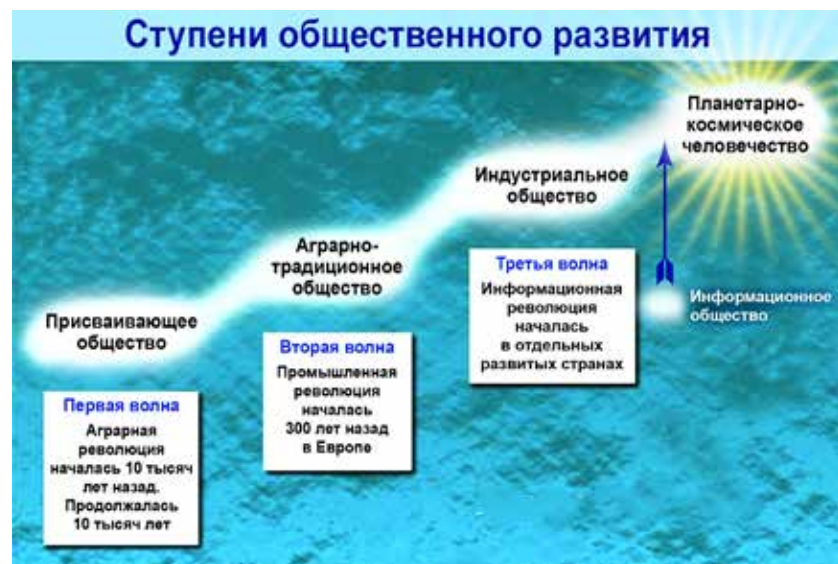 Ступени общественного развития
Планетарно-
космическое
человечество
Индустриальное
общество
Аграрно-
традиционное
общество
Третья волна
Информационная
революция
началась
в отдельных
развитых странах
Информационное
общество
Присваивающее
общество
Вторая волна
Промышленная
революция
началась
300 лет назад
в Европе
Первая волна
Аграрная
революция
началась 10 тысяч
лет назад.
Продолжалась
10 тысяч лет